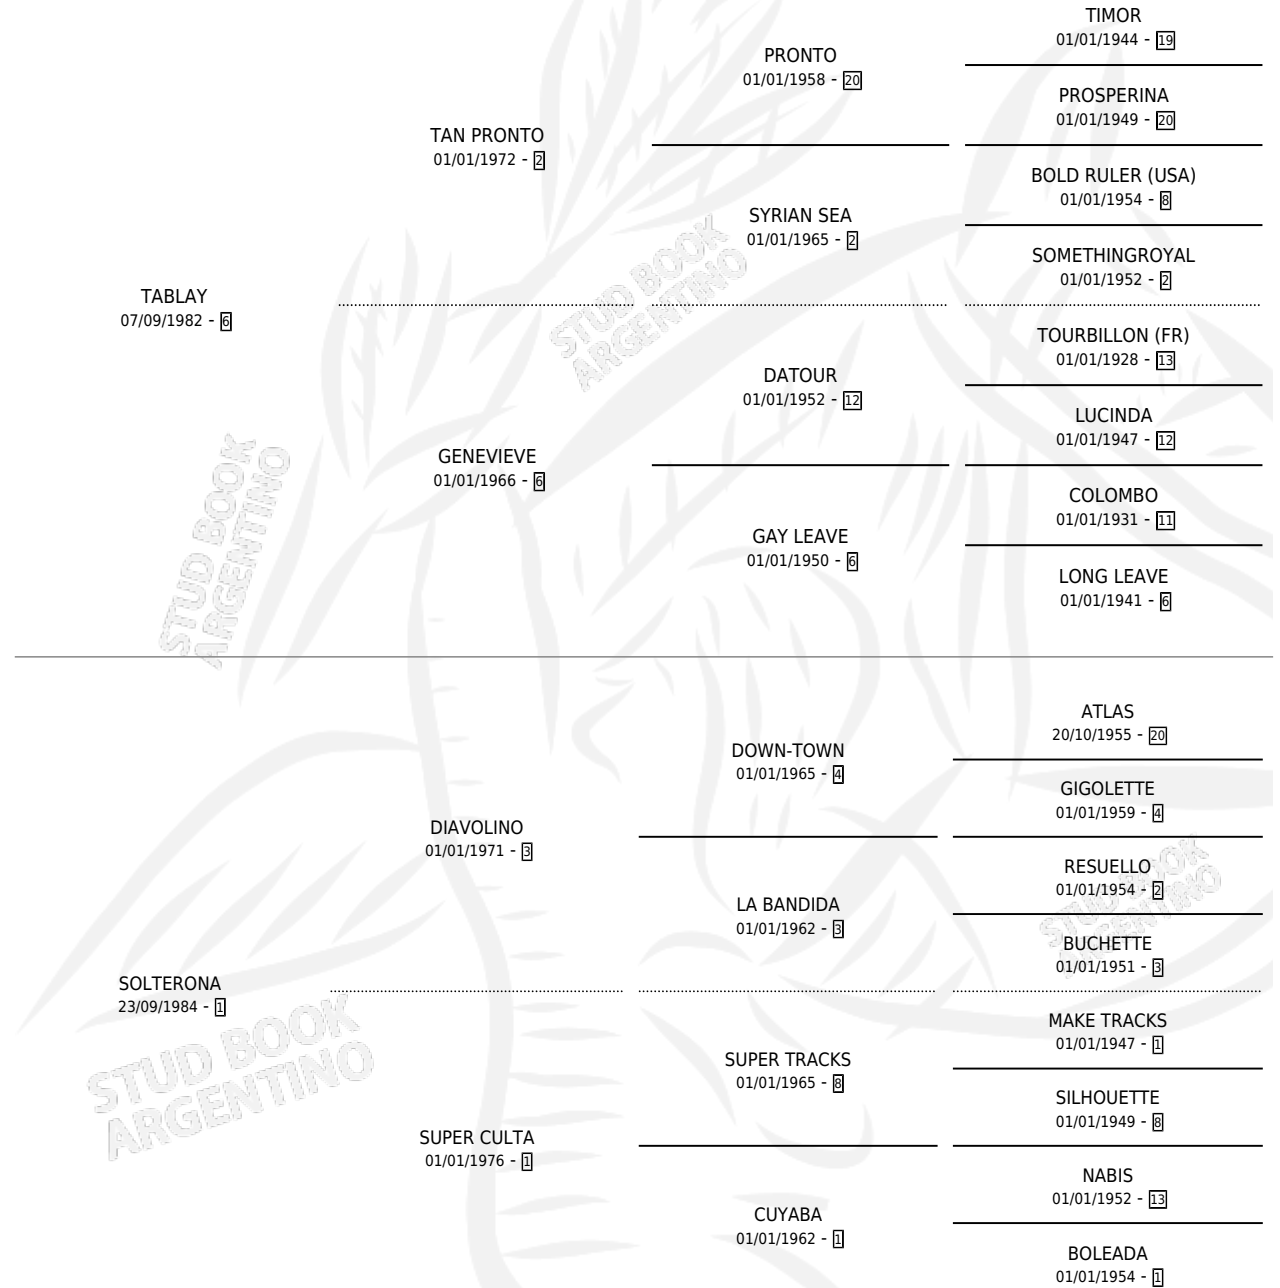 TIMOR
01/01/1944 - 19
PRONTO
01/01/1958 - 20
PROSPERINA
01/01/1949 - 20
TAN PRONTO
01/01/1972 - 2
BOLD RULER (USA)
01/01/1954 - 8
SYRIAN SEA
01/01/1965 - 2
SOMETHINGROYAL
01/01/1952 - 2
TABLAY
07/09/1982 - 6
STUD BOOK
ARGENTINO
TOURBILLON (FR)
01/01/1928 - 13
DATOUR
01/01/1952 - 12
LUCINDA
01/01/1947 - 12
GENEVIEVE
01/01/1966 - 6
COLOMBO
01/01/1931 - 11
GAY LEAVE
01/01/1950 - 6
LONG LEAVE
01/01/1941 - 6
STUD BOOK
ARGENTINO
ATLAS
20/10/1955 - 20
DOWN-TOWN
01/01/1965 - 4
GIGOLETTE
01/01/1959 - 4
DIAVOLINO
01/01/1971 - 3
RESUELLO
01/01/1954 - 2
LA BANDIDA
01/01/1962 - 3
STUD BOOK
ARGENTINO
BUCHETTE
01/01/1951 - 3
SOLTERONA
23/09/1984 - 1
MAKE TRACKS
01/01/1947 - 1
SUPER TRACKS
01/01/1965 - 8
SILHOUETTE
01/01/1949 - 8
STUD BOOK
ARGENTINO
SUPER CULTA
01/01/1976 - 1
NABIS
01/01/1952 - 13
CUYABA
01/01/1962 - 1
BOLEADA
01/01/1954 - 1